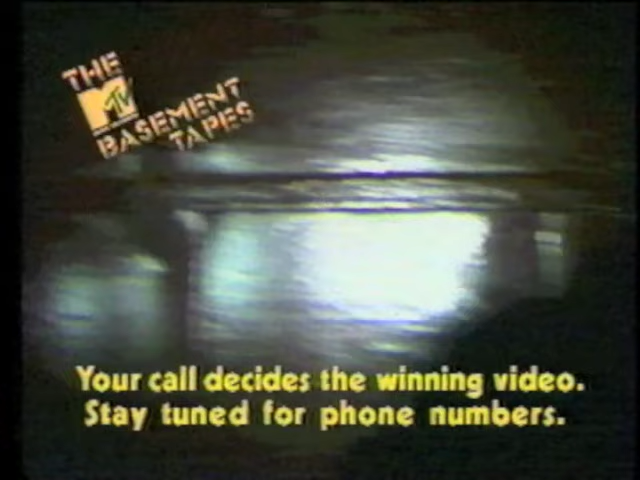 THE
MTV
BASEMENT
TAPES
Your call decides the winning video.
Stay tuned for phone numbers.